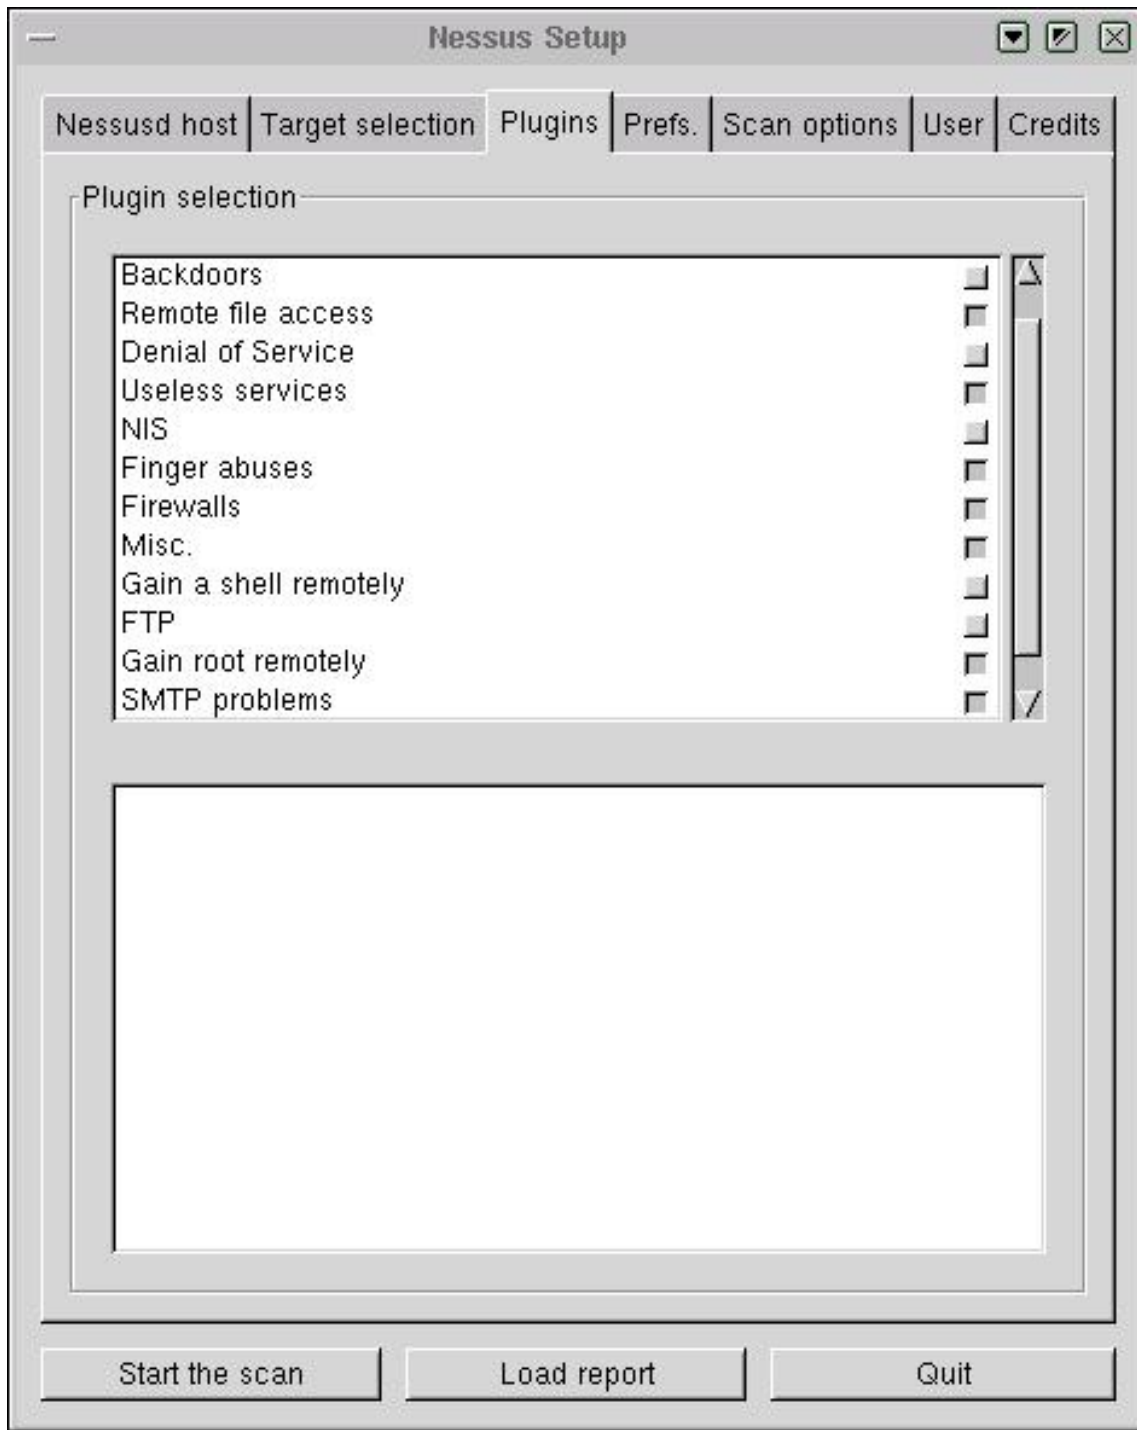 Nessus Setup
Nessusd host Target selection Plugins Prefs. Scan options User Credits
Plugin selection
Backdoors
Remote file access
Denial of Service
Useless services
NIS
Finger abuses
Firewalls
Misc.
Gain a shell remotely
FTP
Gain root remotely
SMTP problems
Start the scan Load report Quit